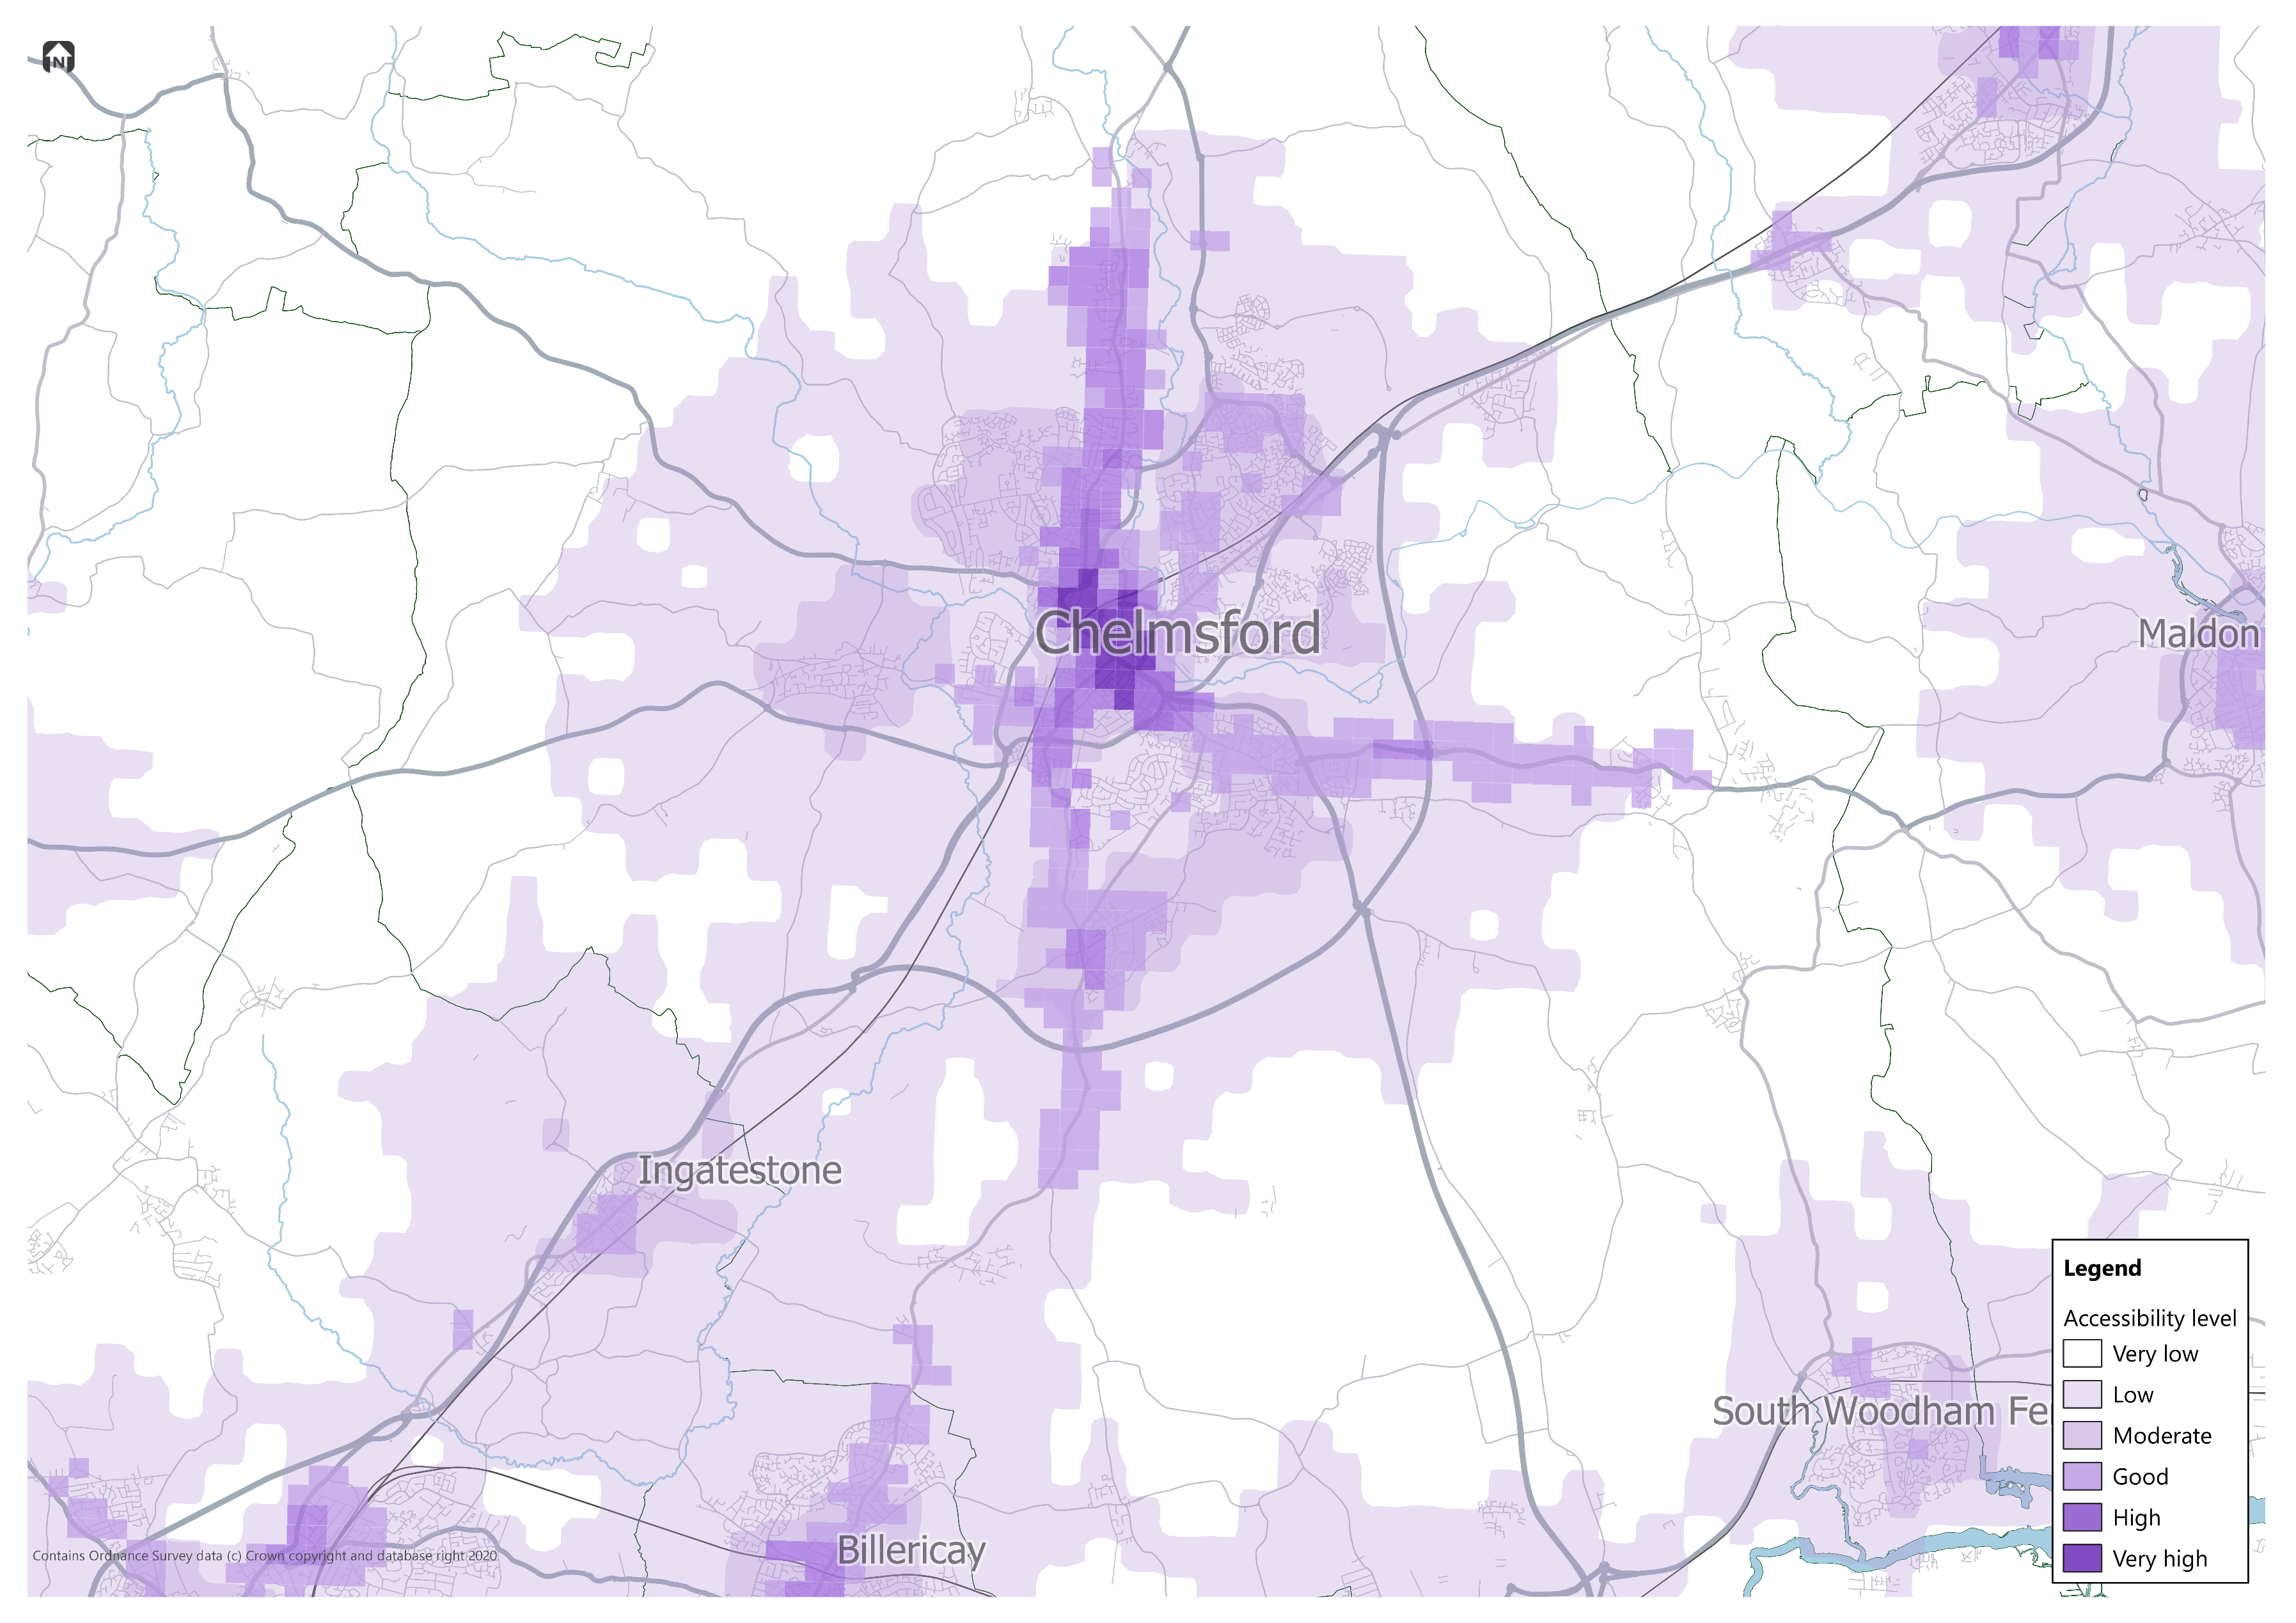 N
Chelmsford
Maldon
Ingatestone
South Woodham Fe
Billericay
Legend
Accessibility level
Very low
Low
Moderate
Good
High
Very high
Contains Ordnance Survey data (c) Crown copyright and database right 2020